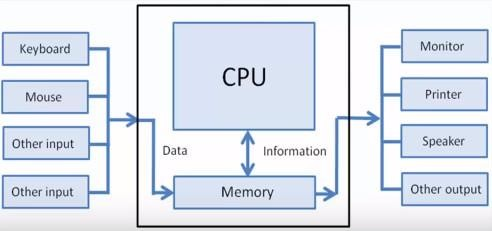 Keyboard
Mouse
Other input
Other input
CPU
Data
Information
Memory
Monitor
Printer
Speaker
Other output